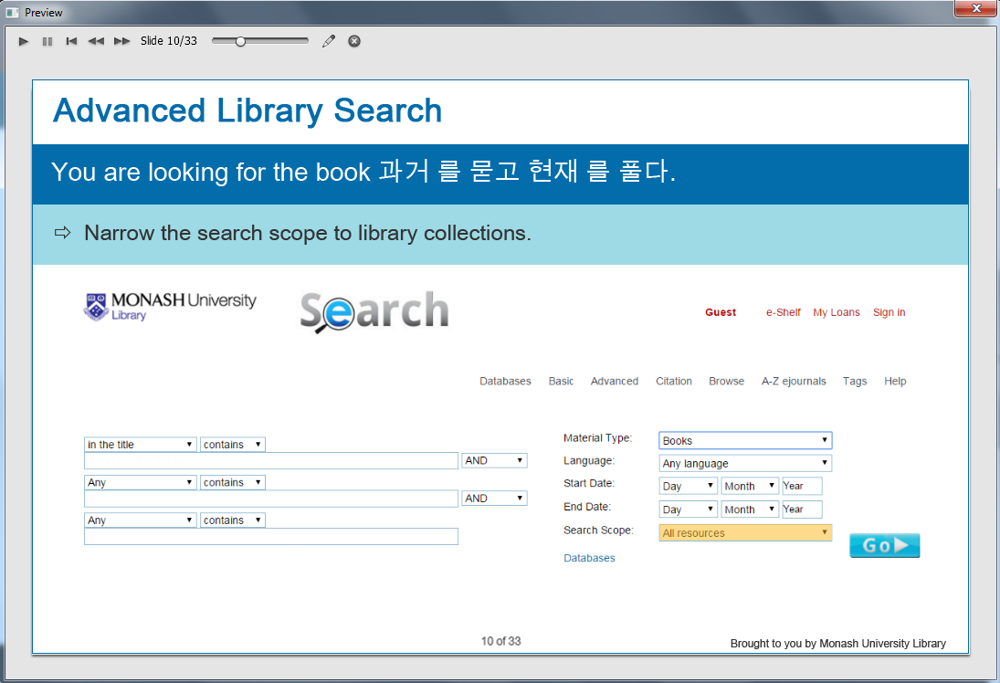 Preview
Slide 10/33
Advanced Library Search
You are looking for the book 과거 를 묻고 현재 를 풀다.
⇨ Narrow the search scope to library collections.
MONASH University
Library
Search
Guest e-Shelf My Loans Sign in
Databases Basic Advanced Citation Browse A-Z ejournals Tags Help
in the title contains
AND
Any contains
AND
Any contains
Material Type: Books
Language: Any language
Start Date: Day Month Year
End Date: Day Month Year
Search Scope: All resources
Databases
Go
10 of 33
Brought to you by Monash University Library